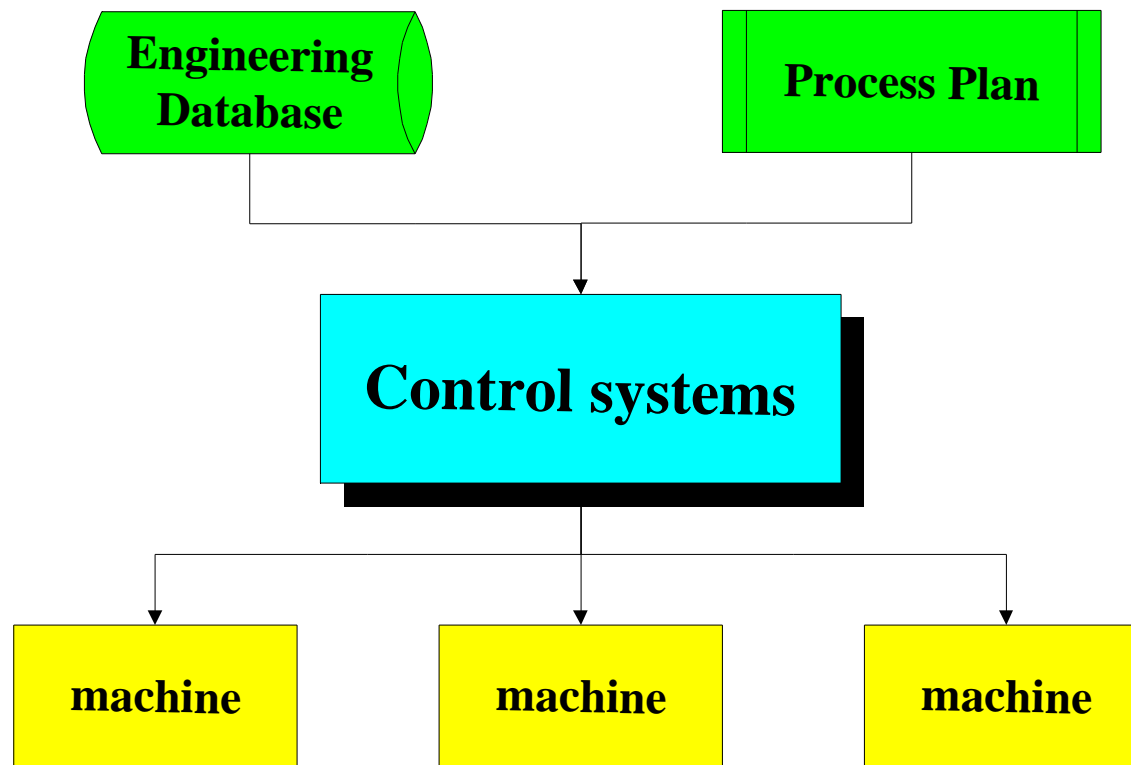 Engineering
Database
Process Plan
Control systems
machine
machine
machine